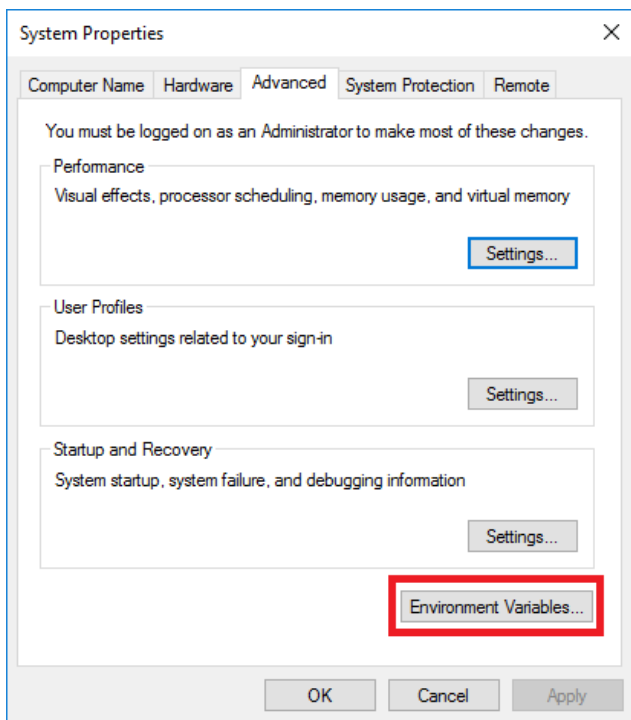 System Properties
Computer Name Hardware Advanced System Protection Remote
You must be logged on as an Administrator to make most of these changes.
Performance
Visual effects, processor scheduling, memory usage, and virtual memory
Settings...
User Profiles
Desktop settings related to your sign-in
Settings...
Startup and Recovery
System startup, system failure, and debugging information
Settings...
Environment Variables...
OK Cancel Apply